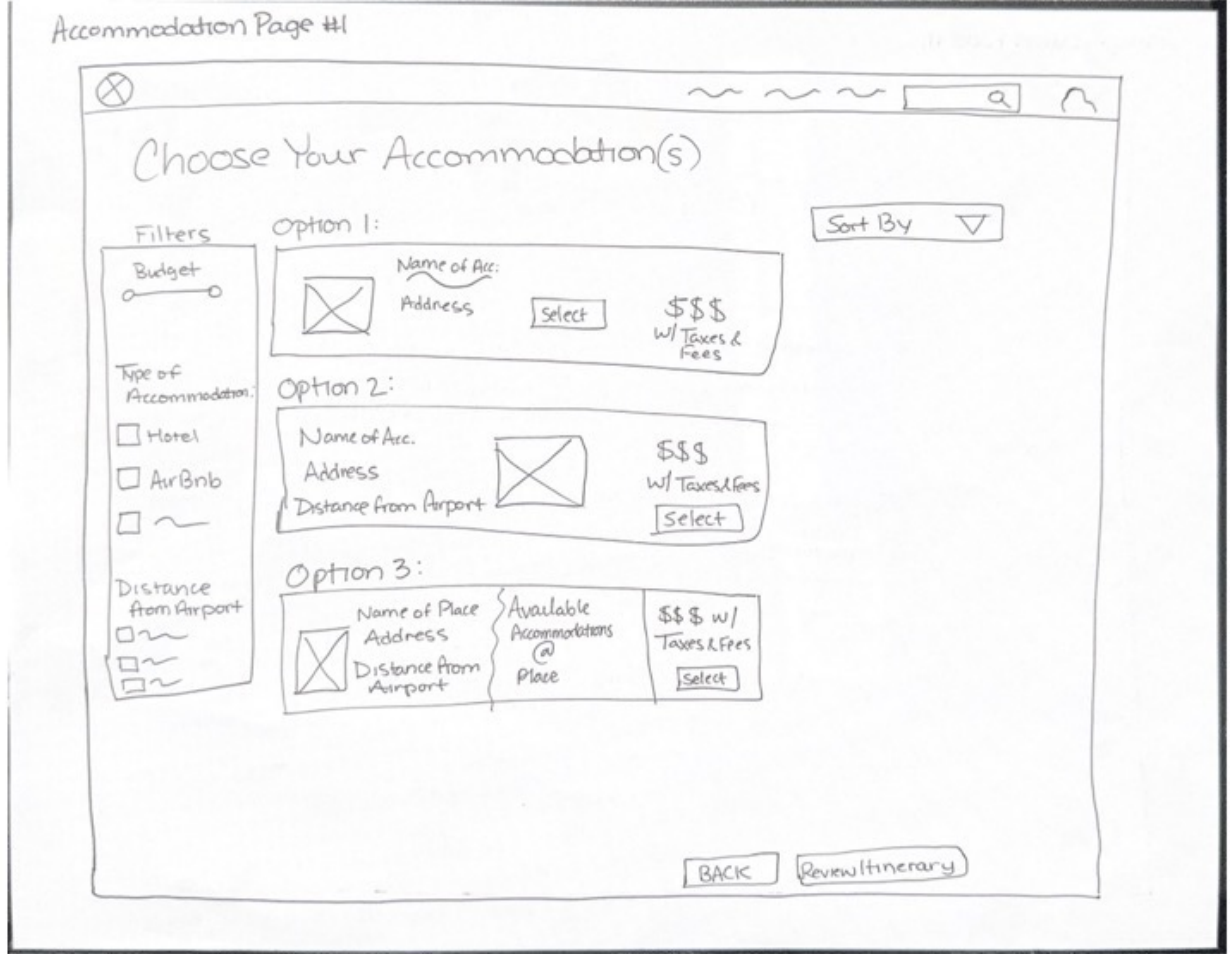 Accommodation Page #1
Choose Your Accommodation(s)
Sort By
Filters
Budget
Type of
Accommodation:
Hotel
AirBnb
Distance
from Airport
Option 1:
Name of Acc.
Address
Select
$$$
W/ Taxes &
Fees
Option 2:
Name of Acc.
Address
Distance from Airport
$$$
W/ Taxes & Fees
Select
Option 3:
Name of Place
Address
Distance from
Airport
Available
Accommodations
@
Place
$$$ w/
Taxes & Fees
Select
BACK
Review Itinerary